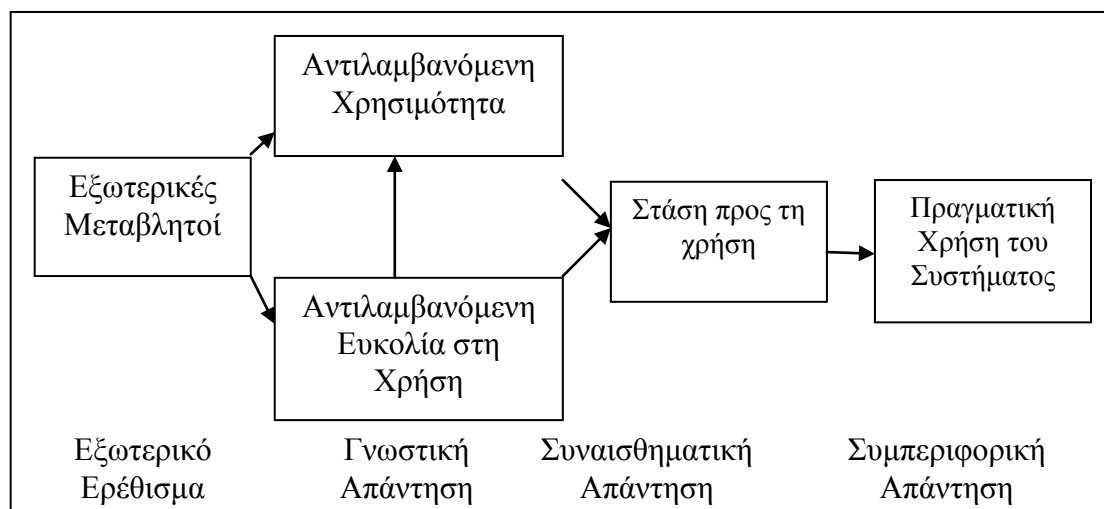 Αντιλαμβανόμενη
Χρησιμότητα
Εξωτερικές
Μεταβλητοί
Στάση προς τη
χρήση
Πραγματική
Χρήση του
Συστήματος
Αντιλαμβανόμενη
Ευκολία στη
Χρήση
Εξωτερικό
Ερέθισμα
Γνωστική
Απάντηση
Συναισθηματική
Απάντηση
Συμπεριφορική
Απάντηση